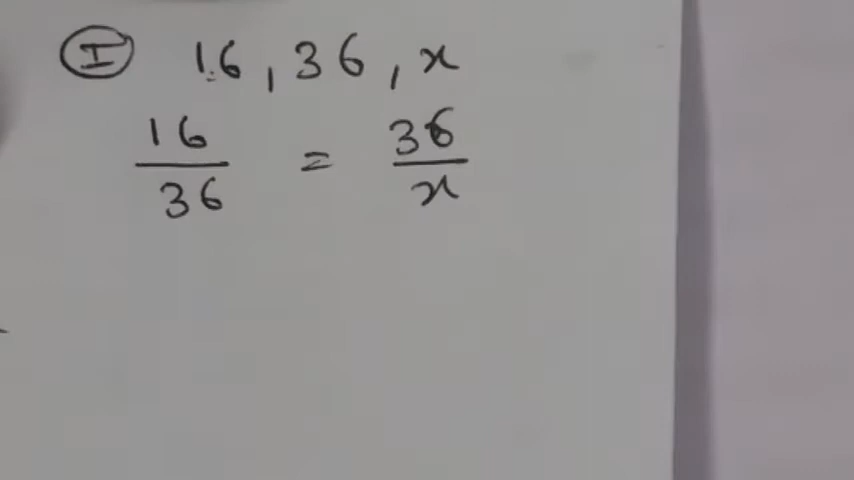 I 16, 36, x
16/36 = 36/x